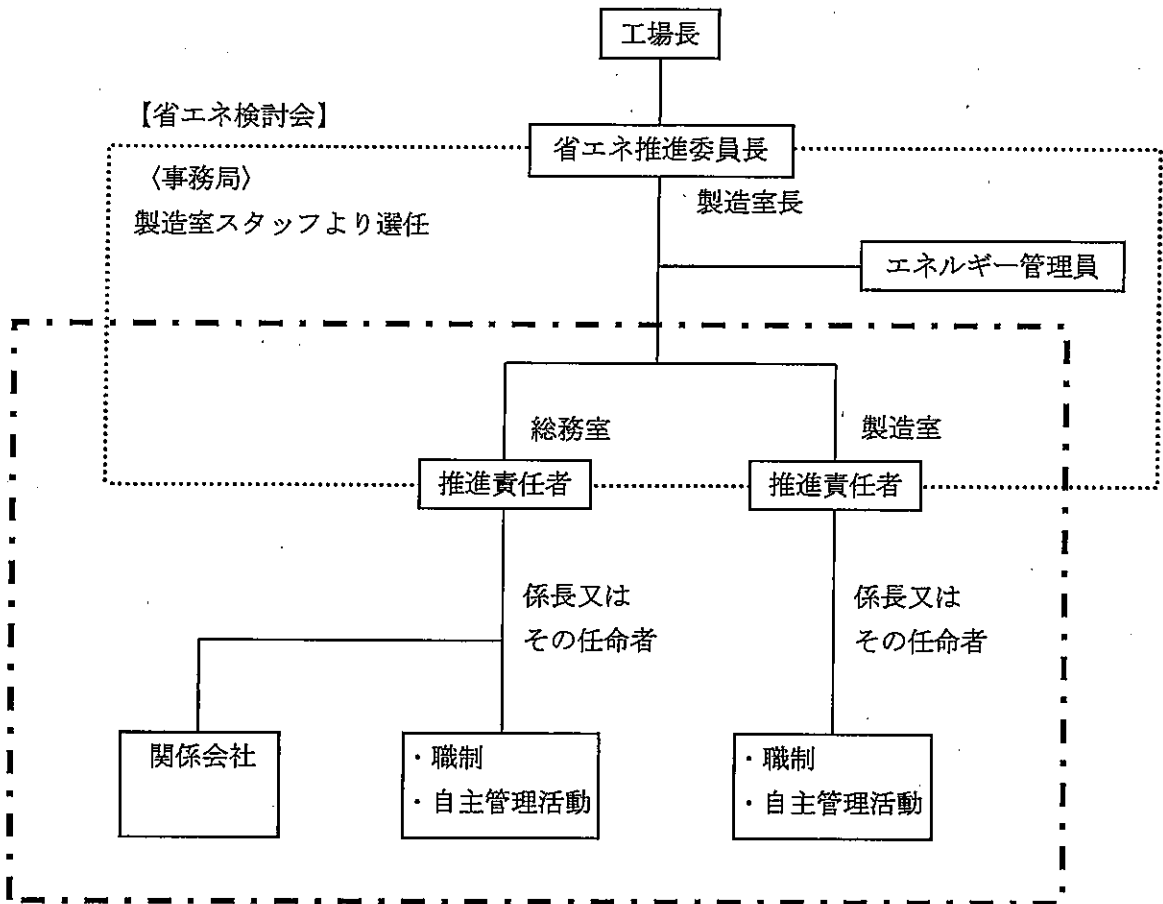 工場長
【省エネ検討会】
省エネ推進委員長
〈事務局〉
製造室長
製造室スタッフより選任
エネルギー管理員
総務室
製造室
推進責任者
推進責任者
係長又は
その任命者
係長又は
その任命者
関係会社
・職制
・自主管理活動
・職制
・自主管理活動